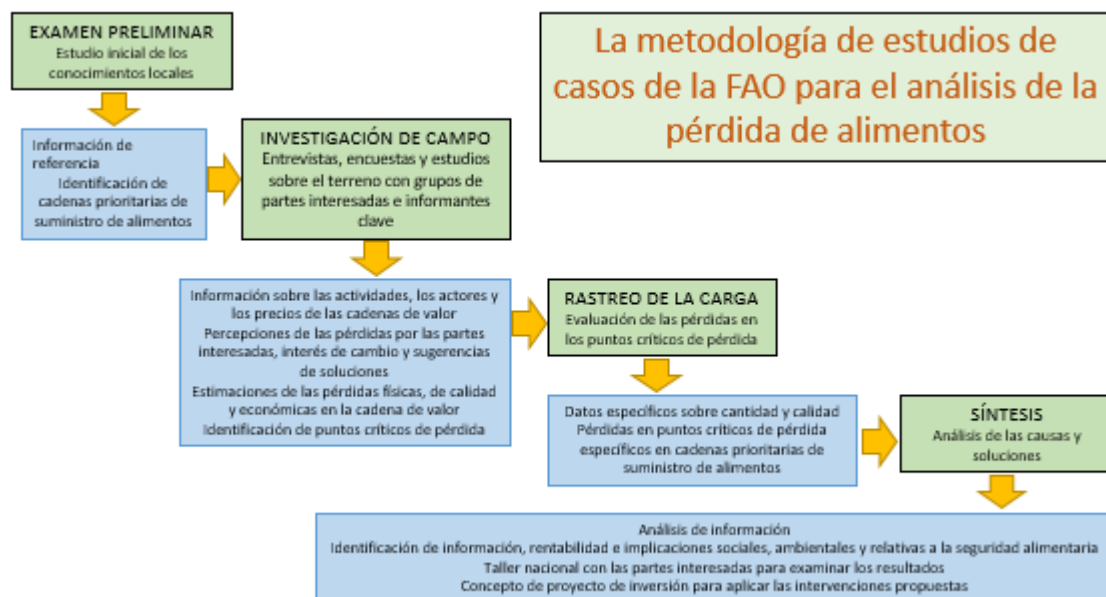 EXAMEN PRELIMINAR
Estudio inicial de los
conocimientos locales
La metodología de estudios de
casos de la FAO para el análisis de la
pérdida de alimentos
Información de
referencia
Identificación de
cadenas prioritarias de
suministro de alimentos
INVESTIGACIÓN DE CAMPO
Entrevistas, encuestas y estudios
sobre el terreno con grupos de
partes interesadas e informantes
clave
Información sobre las actividades, los actores y
los precios de las cadenas de valor
Percepciones de las pérdidas por las partes
interesadas, interés de cambio y sugerencias
de soluciones
Estimaciones de las pérdidas físicas, de calidad
y económicas en la cadena de valor
Identificación de puntos críticos de pérdida
RASTREO DE LA CARGA
Evaluación de las pérdidas en
los puntos críticos de pérdida
Datos específicos sobre cantidad y calidad
Pérdidas en puntos críticos de pérdida
específicos en cadenas prioritarias de
suministro de alimentos
SÍNTESIS
Análisis de las causas y
soluciones
Análisis de información
Identificación de información, rentabilidad e implicaciones sociales, ambientales y relativas a la seguridad alimentaria
Taller nacional con las partes interesadas para examinar los resultados
Concepto de proyecto de inversión para aplicar las intervenciones propuestas